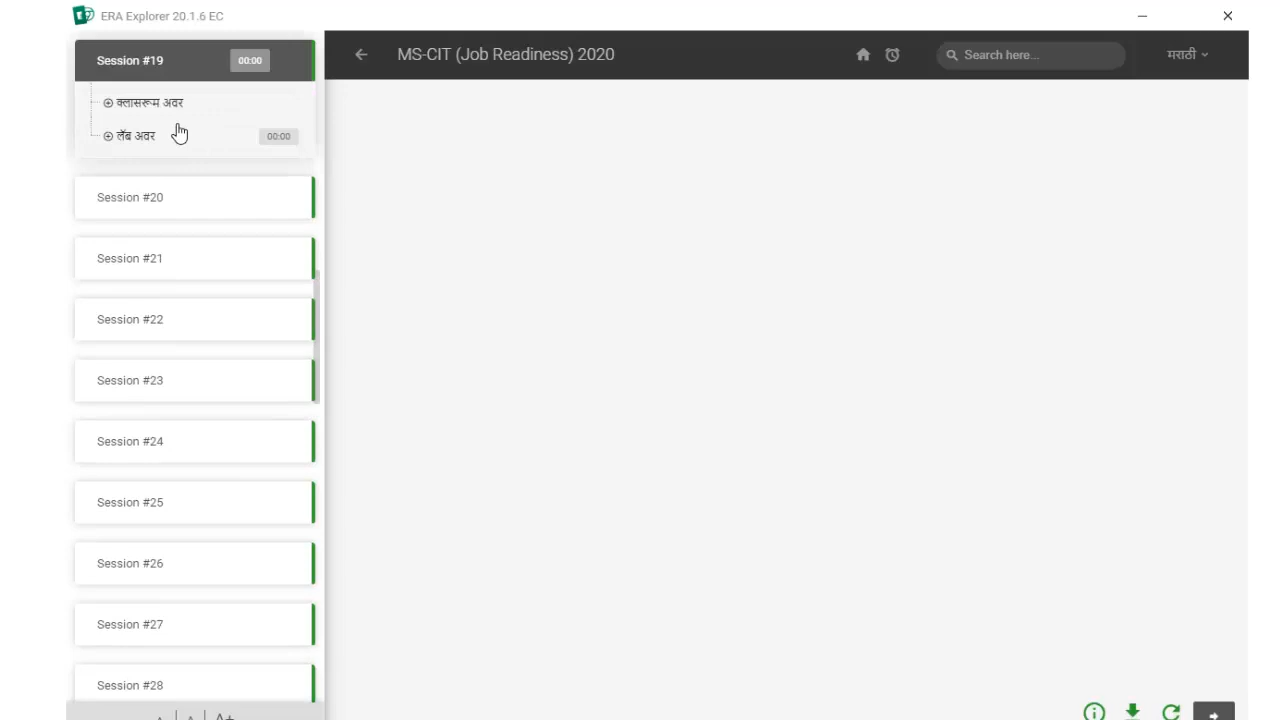 ERA Explorer 20.1.6 EC
Session #19 00:00
क्लासरूम अवर
लॅब अवर 00:00
Session #20
Session #21
Session #22
Session #23
Session #24
Session #25
Session #26
Session #27
Session #28
MS-CIT (Job Readiness) 2020
Search here...
मराठी